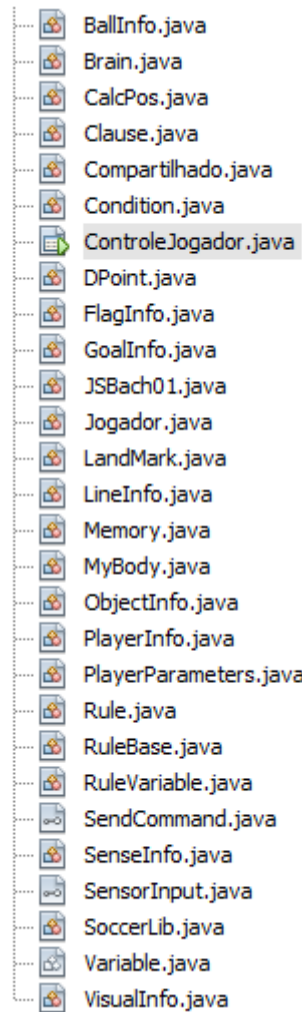 BallInfo.java
Brain.java
CalcPos.java
Clause.java
Compartilhado.java
Condition.java
ControleJogador.java
DPoint.java
FlagInfo.java
GoalInfo.java
JSBach01.java
Jogador.java
LandMark.java
LineInfo.java
Memory.java
MyBody.java
ObjectInfo.java
PlayerInfo.java
PlayerParameters.java
Rule.java
RuleBase.java
RuleVariable.java
SendCommand.java
SenseInfo.java
SensorInput.java
SoccerLib.java
Variable.java
VisualInfo.java